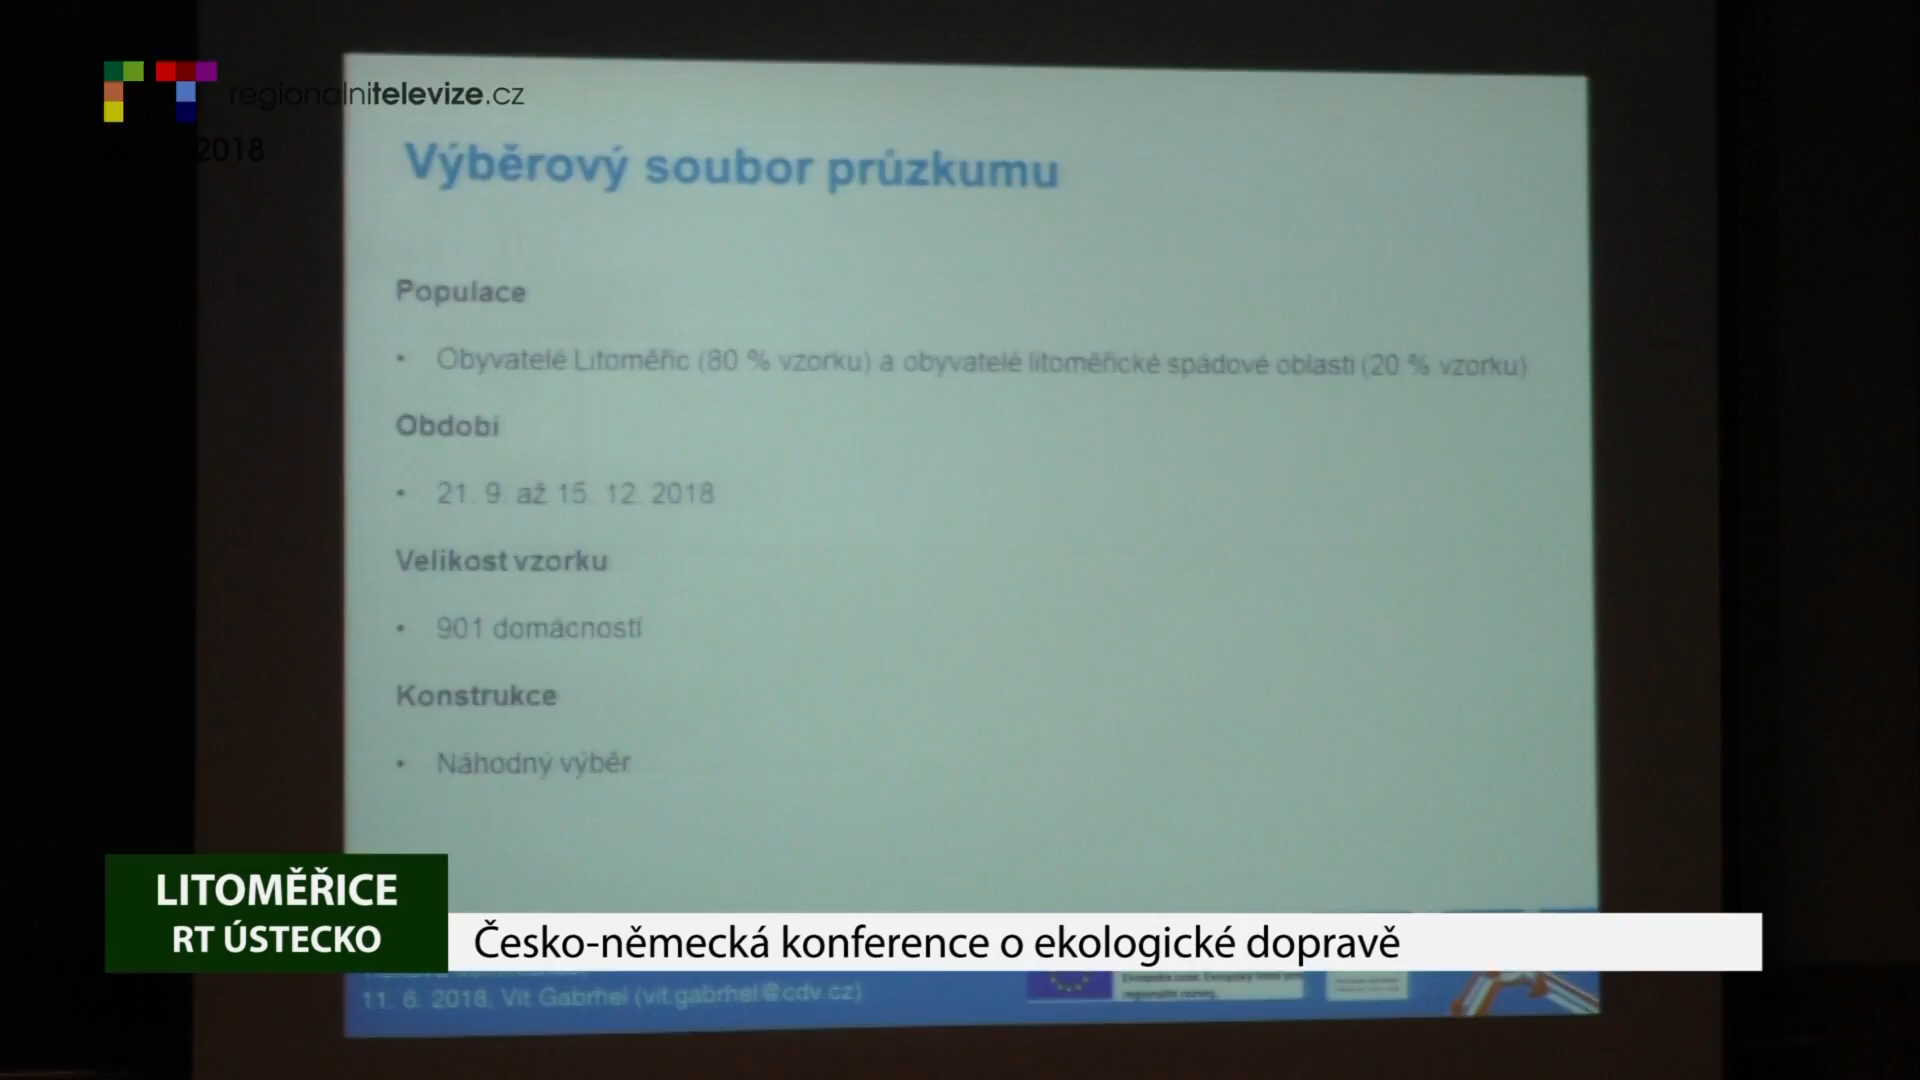 regionalnitelevize.cz
2018
Výběrový soubor průzkumu
Populace
• Obyvatelé Litoměřic (80 % vzorku) a obyvatelé litoměřické spádové oblasti (20 % vzorku)
Období
• 21. 9. až 15. 12. 2018
Velikost vzorku
• 901 domácností
Konstrukce
• Náhodný výběr
LITOMĚŘICE
RT ÚSTECKO
Česko-německá konference o ekologické dopravě
11. 6. 2018, Vít Gabrhel (vit.gabrhel@cdv.cz)
regionální rozvoj